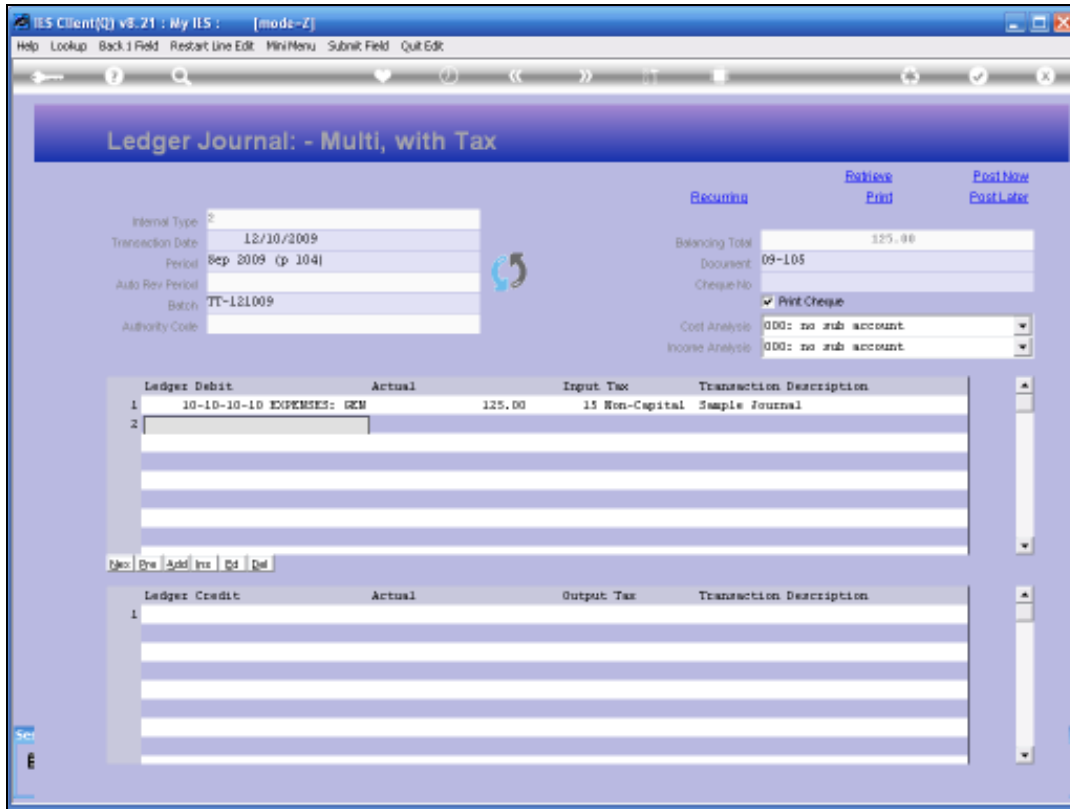 IES Client(Q) v8.21 : My IES : [mode-Z]
Help Lookup Back 1 Field Restart Line Edit MiniMenu Submit Field Quit Edit
Ledger Journal: - Multi, with Tax
Retrieve Post Now
Recurring Print Post Later
Internal Type 2
Transaction Date 12/10/2009
Period Sep 2009 (p 104)
Auto Rev Period
Batch TT-121009
Authority Code
Balancing Total 125.00
Document 09-105
Cheque No
Print Cheque
Cost Analysis 000: no sub account
Income Analysis 000: no sub account
Ledger Debit Actual Input Tax Transaction Description
1 10-10-10-10 EXPENSES: GEN 125.00 15 Non-Capital Sample Journal
2
Nex Pre Add Ins Ed Del
Ledger Credit Actual Output Tax Transaction Description
1